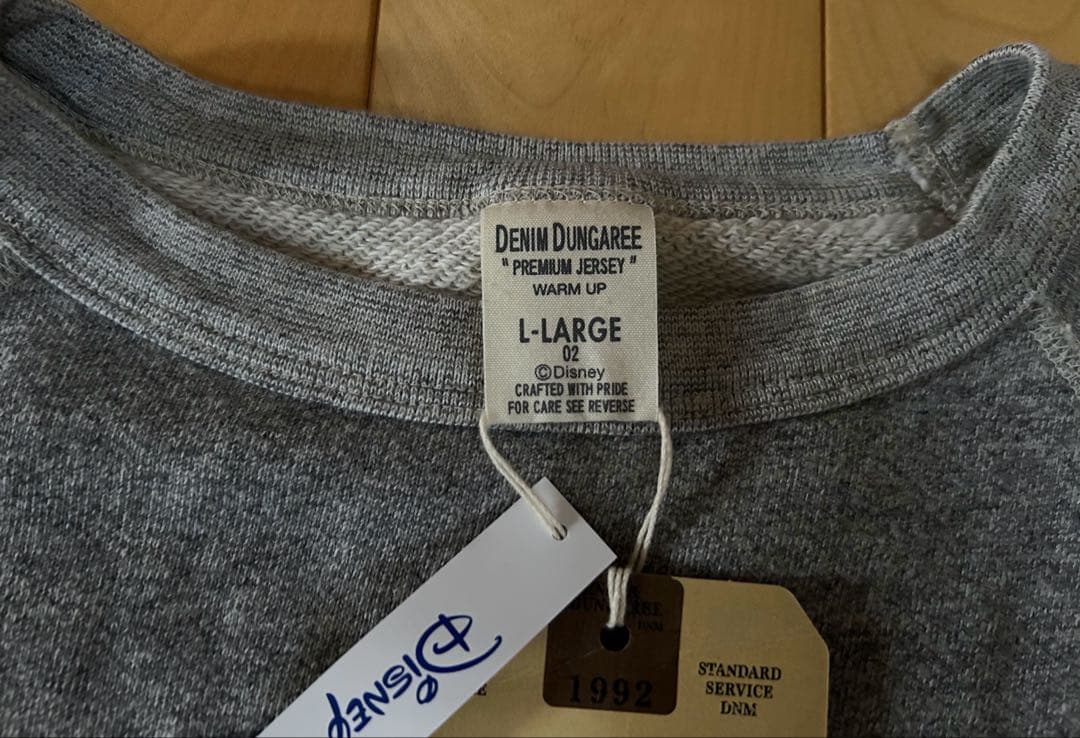 DENIM DUNGAREE
" PREMIUM JERSEY "
WARM UP
L-LARGE
02
©Disney
CRAFTED WITH PRIDE
FOR CARE SEE REVERSE
DiSNEY
DNM
1992
STANDARD
SERVICE
DNM